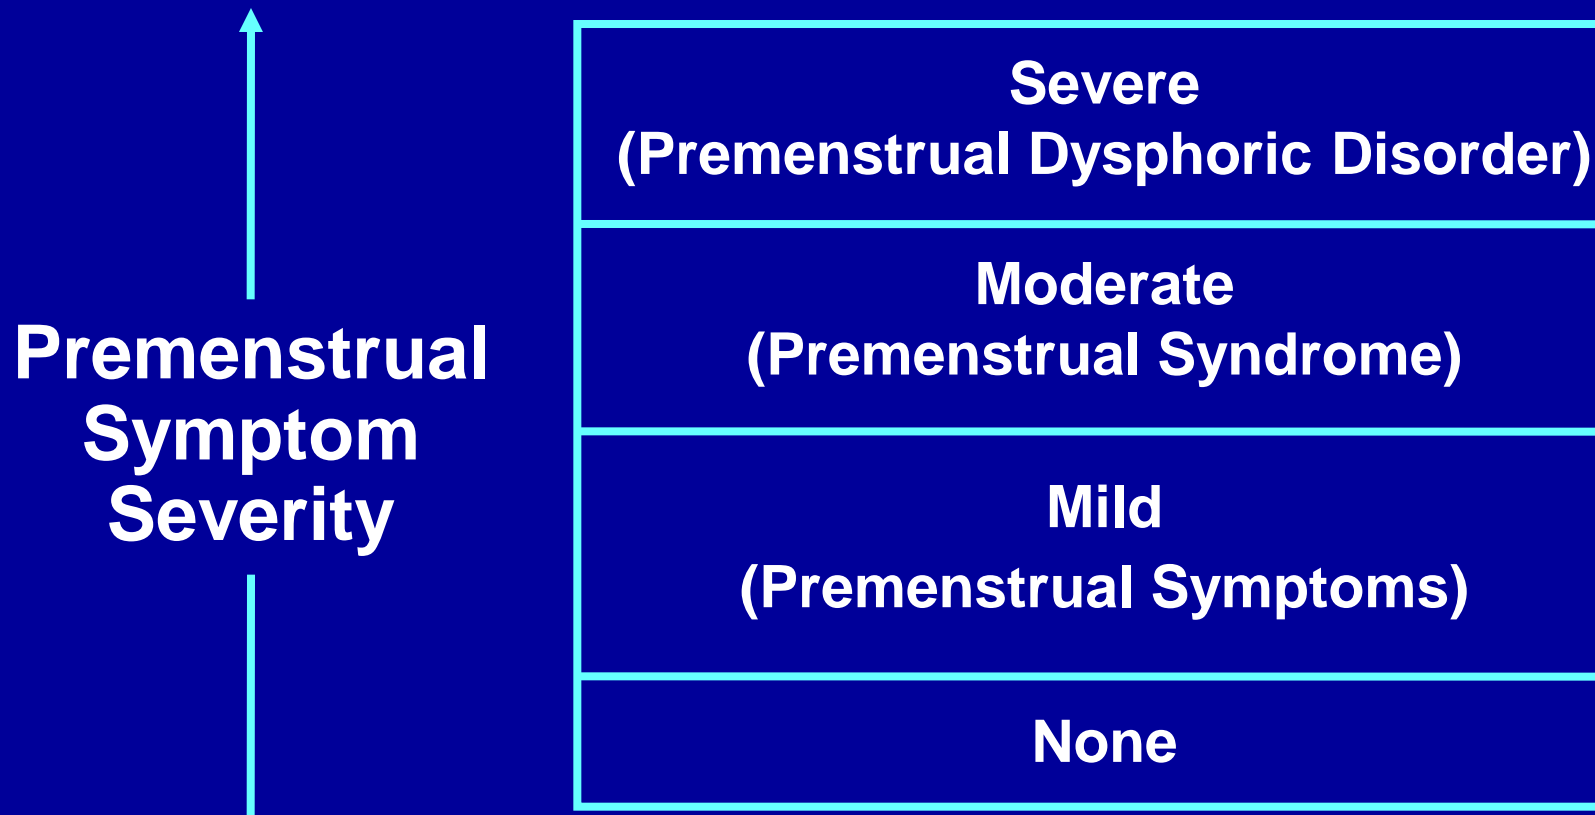 Premenstrual
Symptom
Severity
Severe
(Premenstrual Dysphoric Disorder)
Moderate
(Premenstrual Syndrome)
Mild
(Premenstrual Symptoms)
None